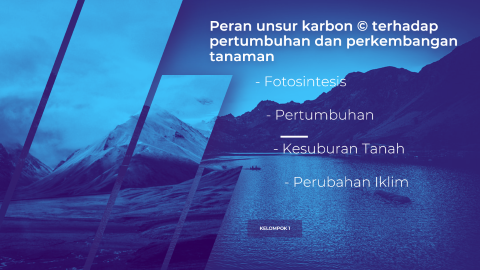 Peran unsur karbon © terhadap
pertumbuhan dan perkembangan
tanaman
- Fotosintesis
- Pertumbuhan
- Kesuburan Tanah
- Perubahan Iklim
KELOMPOK 1